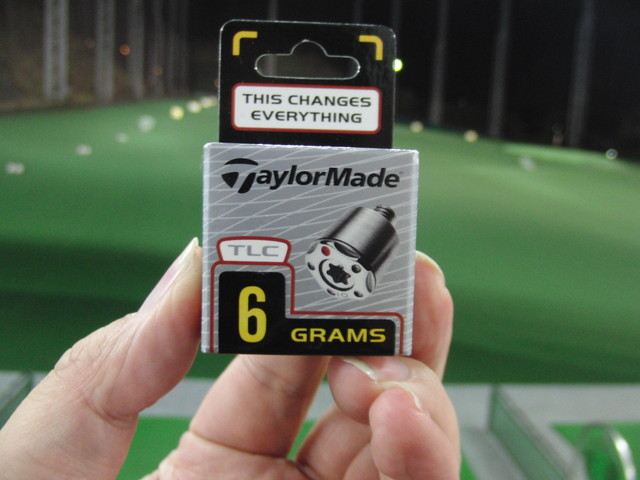 THIS CHANGES
EVERYTHING
TaylorMade
TLC
6 GRAMS